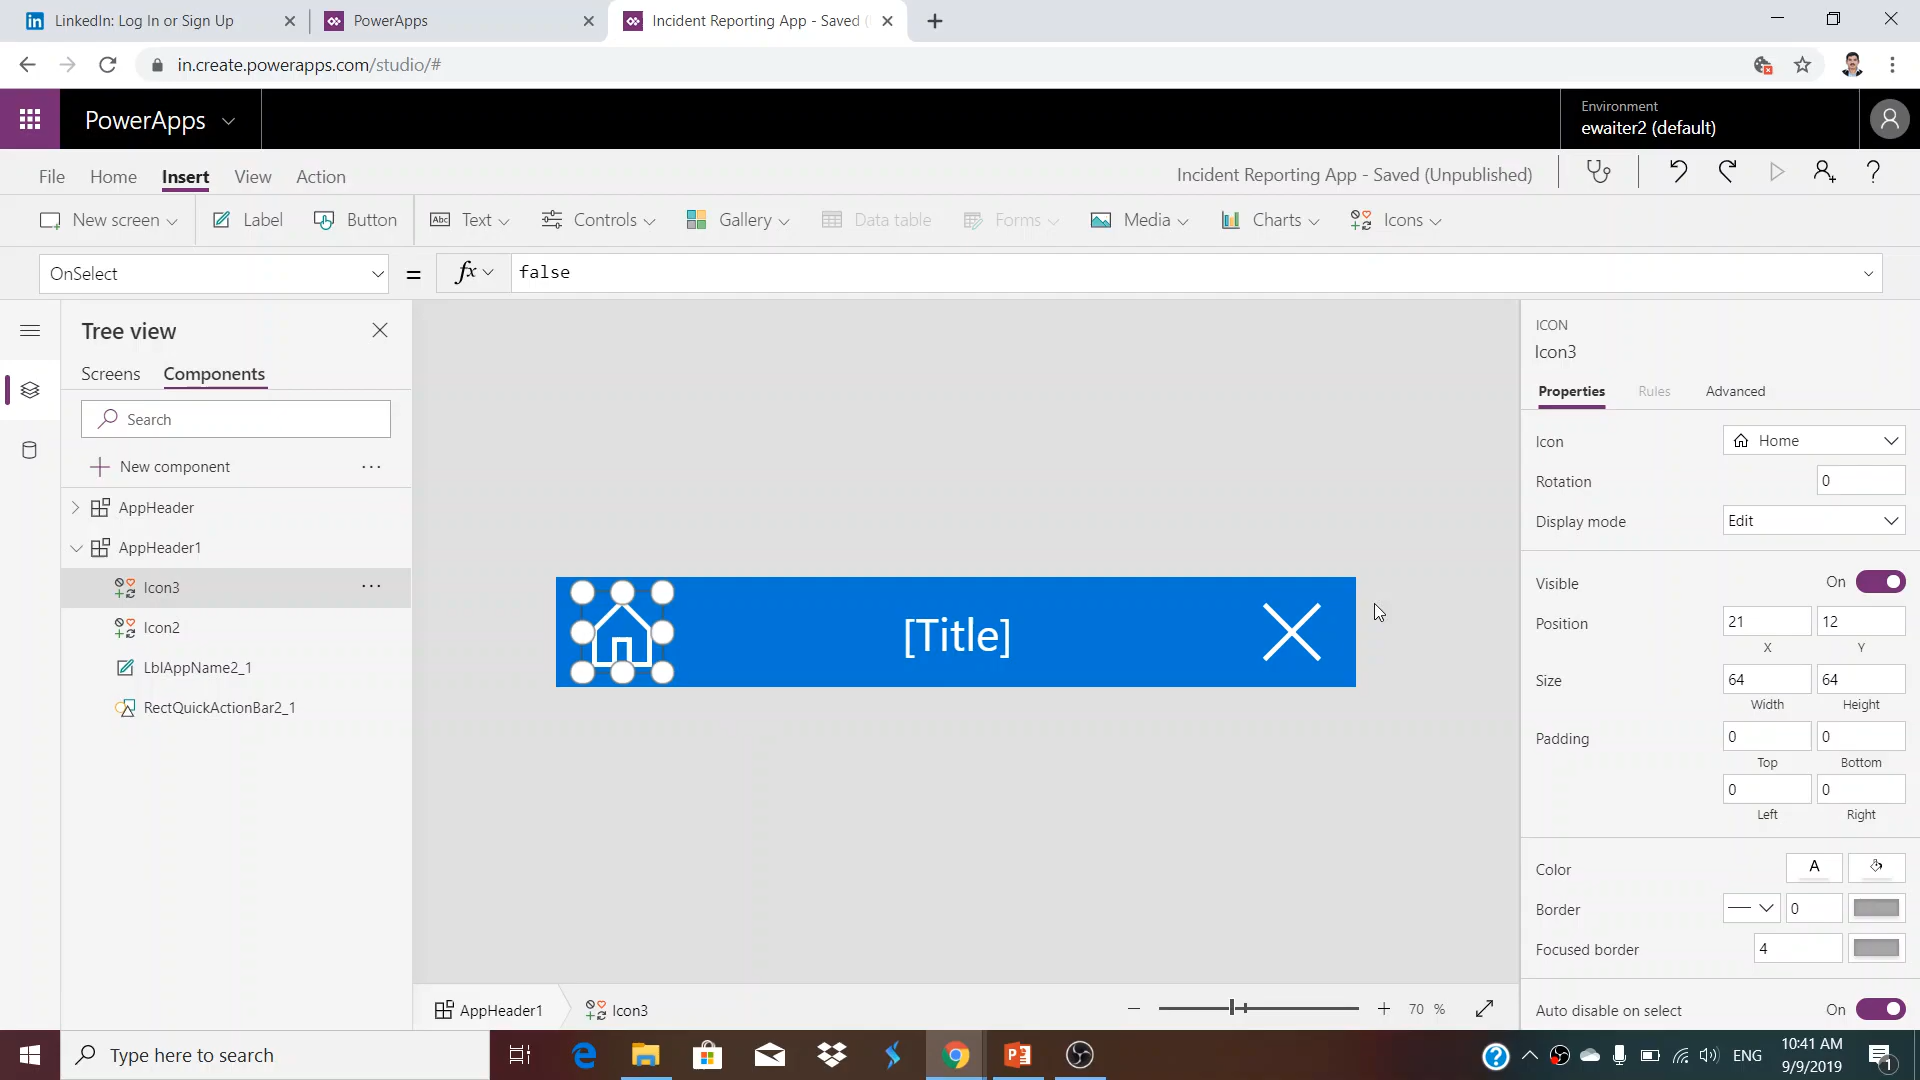 LinkedIn: Log In or Sign Up
PowerApps
Incident Reporting App - Saved (
in.create.powerapps.com/studio/#
PowerApps
Environment
ewaiter2 (default)
File Home Insert View Action
Incident Reporting App - Saved (Unpublished)
New screen Label Button Text Controls Gallery Data table Forms Media Charts Icons
OnSelect = fx false
Tree view
Screens Components
Search
New component
AppHeader
AppHeader1
Icon3
Icon2
LblAppName2_1
RectQuickActionBar2_1
[Title]
ICON
Icon3
Properties Rules Advanced
Icon Home
Rotation 0
Display mode Edit
Visible On
Position 21 12
X Y
Size 64 64
Width Height
Padding 0 0
Top Bottom
0 0
Left Right
Color A
Border 0
Focused border 4
Auto disable on select On
AppHeader1 Icon3 70 %
Type here to search
ENG
10:41 AM
9/9/2019
1